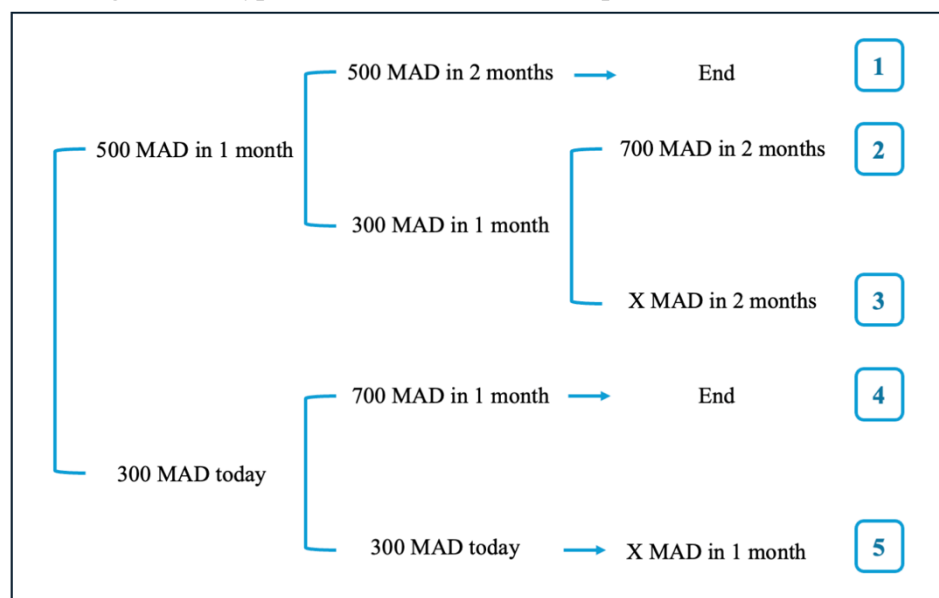 500 MAD in 2 months End 1
500 MAD in 1 month 700 MAD in 2 months 2
300 MAD in 1 month
X MAD in 2 months 3
700 MAD in 1 month End 4
300 MAD today
300 MAD today X MAD in 1 month 5